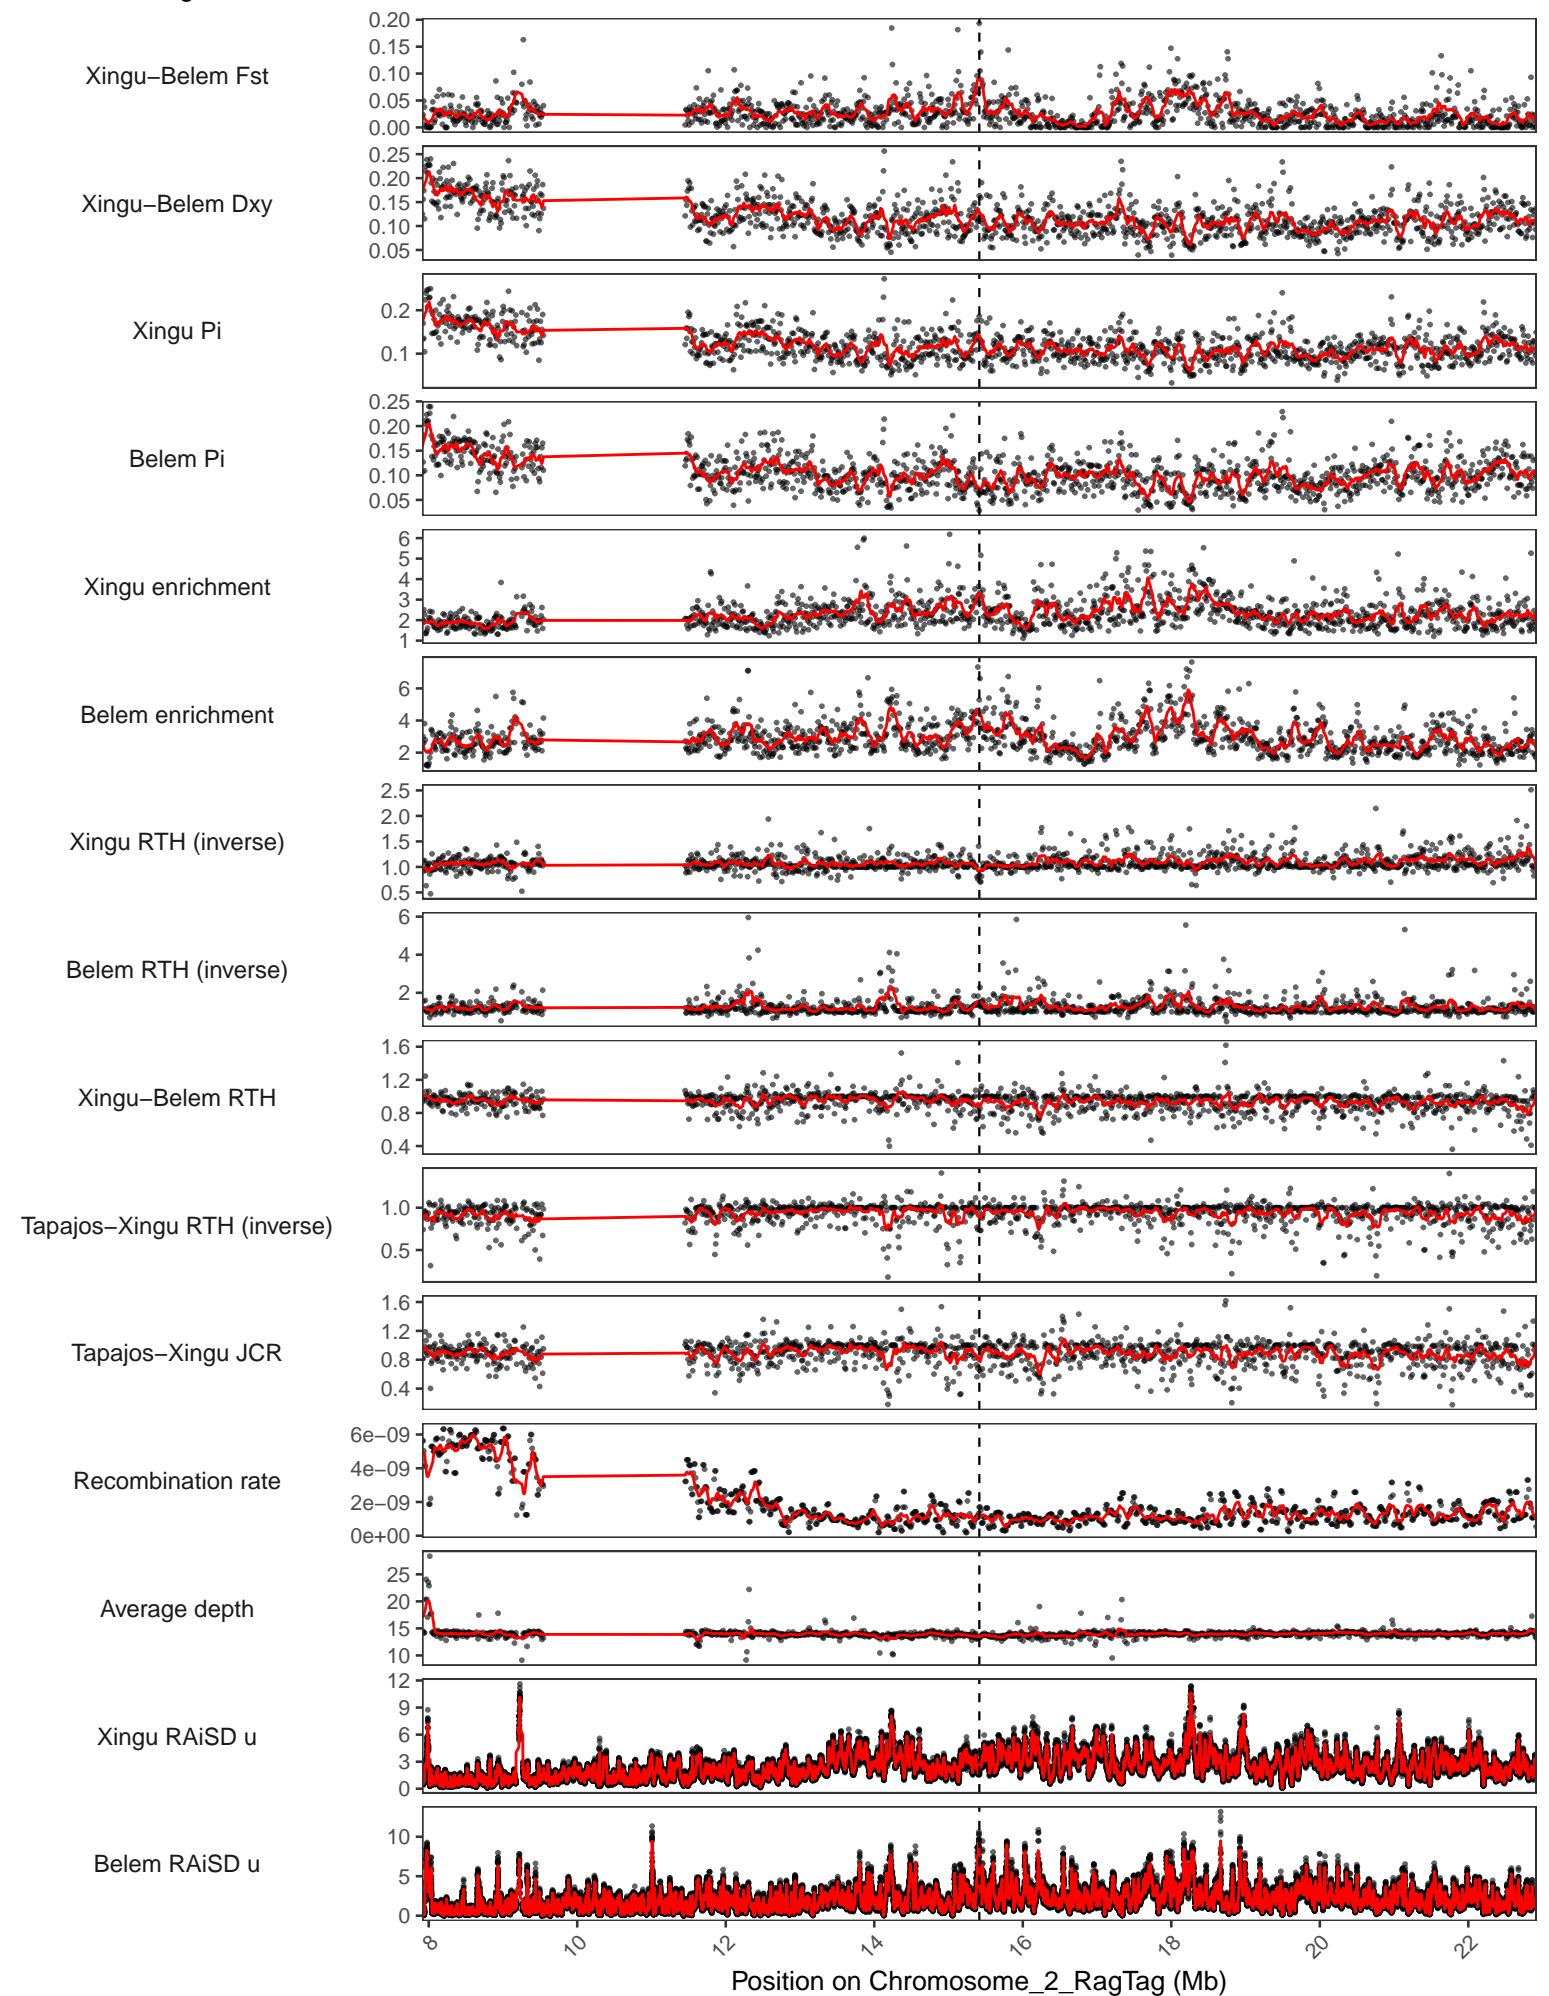 Xingu−Belem Fst
0.20
0.15
0.10
0.05
0.00
Xingu−Belem Dxy
0.25
0.20
0.15
0.10
0.05
Xingu Pi
0.2
0.1
Belem Pi
0.25
0.20
0.15
0.10
0.05
Xingu enrichment
6
5
4
3
2
1
Belem enrichment
6
4
2
Xingu RTH (inverse)
2.5
2.0
1.5
1.0
0.5
Belem RTH (inverse)
6
4
2
Xingu−Belem RTH
1.6
1.2
0.8
0.4
Tapajos−Xingu RTH (inverse)
1.0
0.5
Tapajos−Xingu JCR
1.6
1.2
0.8
0.4
Recombination rate
6e−09
4e−09
2e−09
0e+00
Average depth
25
20
15
10
Xingu RAiSD u
12
9
6
3
0
Belem RAiSD u
10
5
0
8 10 12 14 16 18 20 22
Position on Chromosome_2_RagTag (Mb)